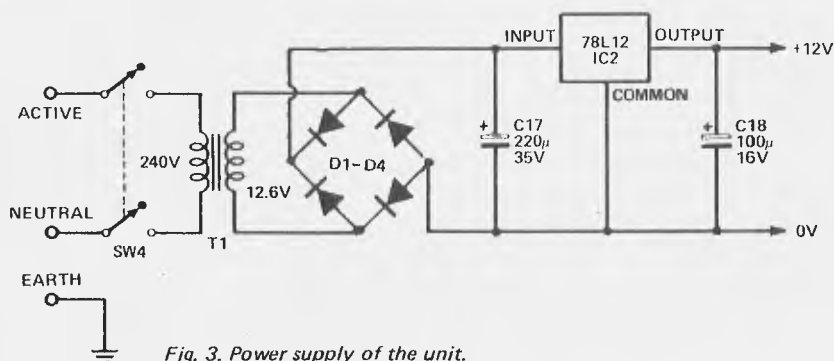 INPUT
78L12
IC2
OUTPUT
+12V
COMMON
ACTIVE
240V
12.6V
D1-D4
+
C17
220μ
35V
+
C18
100μ
16V
NEUTRAL
SW4
T1
0V
EARTH
Fig. 3. Power supply of the unit.